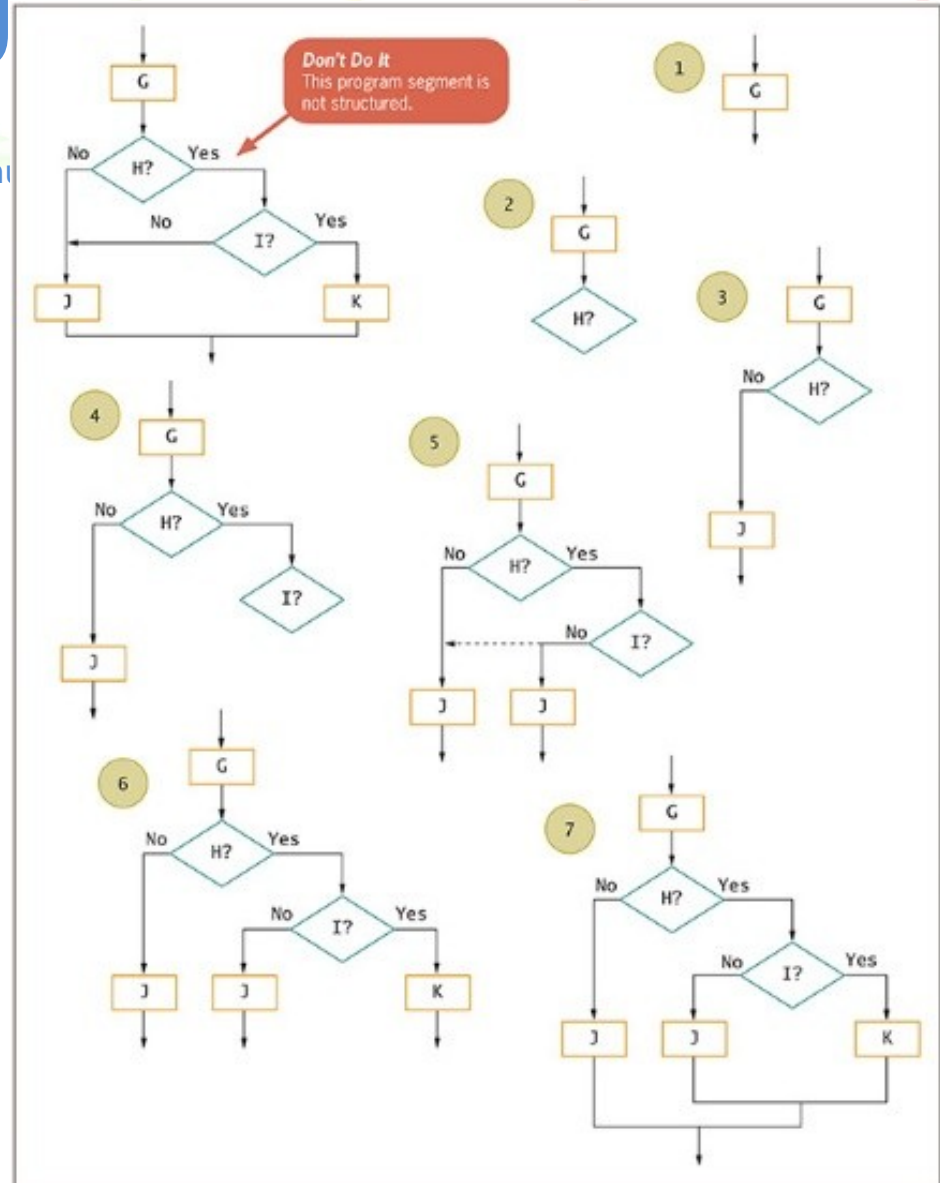 G
Don't Do It
This program segment is
not structured.
No
H?
Yes
No
I?
Yes
J
K
1
G
2
G
H?
3
G
No
H?
J
4
G
No
H?
Yes
I?
J
5
G
No
H?
Yes
No
I?
J
J
6
G
No
H?
Yes
No
I?
Yes
J
J
K
7
G
No
H?
Yes
No
I?
Yes
J
J
K